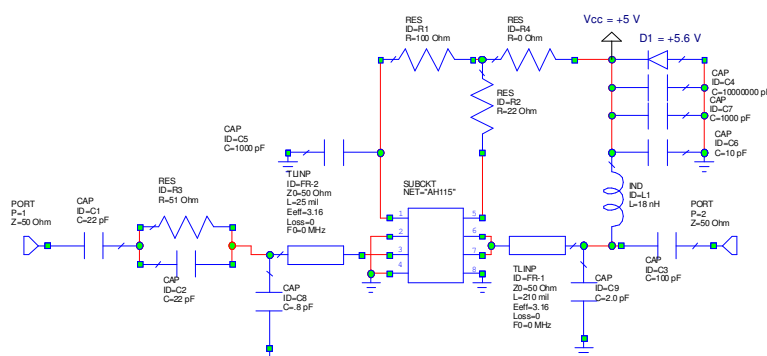 RES
ID=R1
R=100 Ohm
RES
ID=R4
R=0 Ohm
Vcc = +5 V
D1 = +5.6 V
CAP
ID=C4
C=10000000 pF
CAP
ID=C7
C=1000 pF
CAP
ID=C6
C=10 pF
RES
ID=R2
R=22 Ohm
CAP
ID=C5
C=1000 pF
TLINP
ID=FR-2
Z0=50 Ohm
L=25 mil
Eeff=3.16
Loss=0
F0=0 MHz
SUBCKT
NET="AH115"
IND
ID=L1
L=18 nH
PORT
P=1
Z=50 Ohm
CAP
ID=C1
C=22 pF
RES
ID=R3
R=51 Ohm
CAP
ID=C2
C=22 pF
CAP
ID=C8
C=.8 pF
1
2
3
4
5
6
7
8
TLINP
ID=FR-1
Z0=50 Ohm
L=210 mil
Eeff=3.16
Loss=0
F0=0 MHz
CAP
ID=C9
C=2.0 pF
CAP
ID=C3
C=100 pF
PORT
P=2
Z=50 Ohm